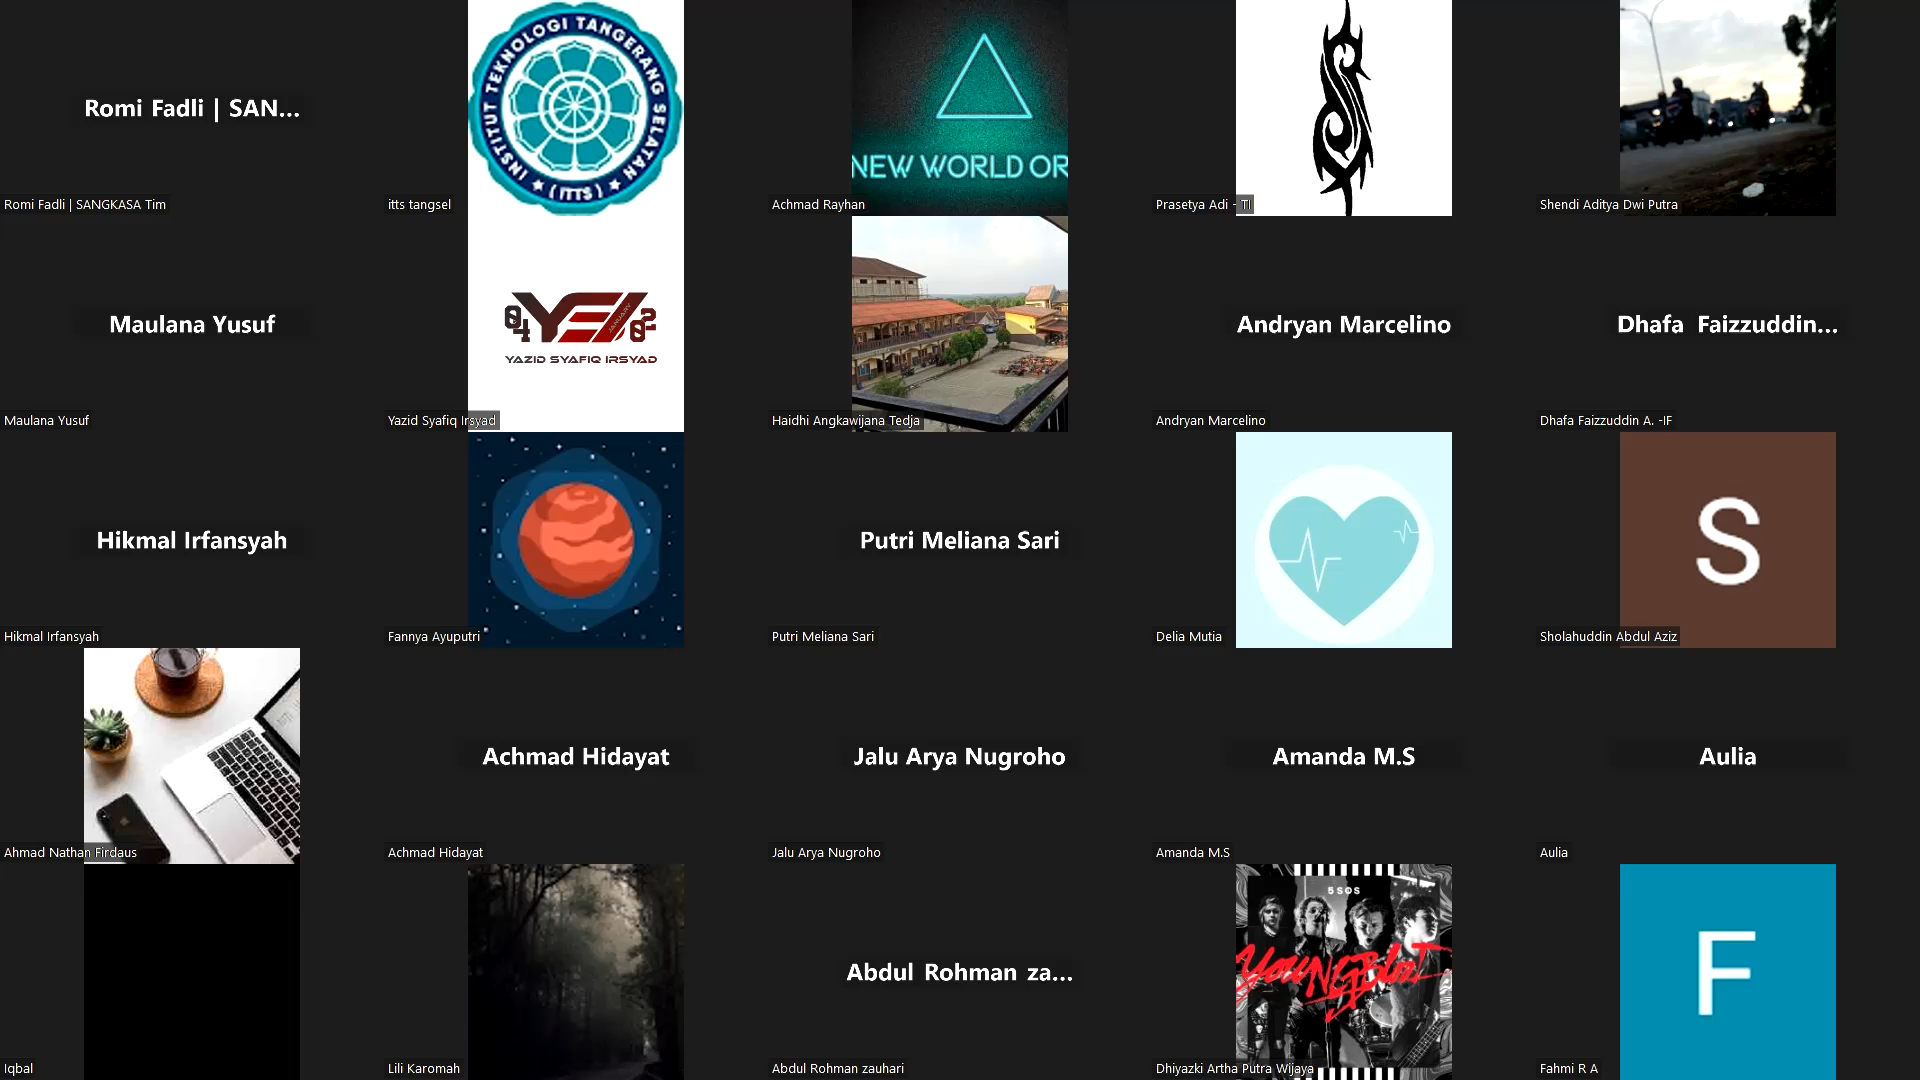 Romi Fadli | SAN...
Romi Fadli | SANGKASA Tim
INSTITUT TEKNOLOGI TANGERANG SELATAN
★ ( ITTS ) ★
itts tangsel
NEW WORLD OR
Achmad Rayhan
Prasetya Adi - TI
Shendi Aditya Dwi Putra
Maulana Yusuf
Maulana Yusuf
04 YSI 02
JANUARY
YAZID SYAFIQ IRSYAD
Yazid Syafiq Irsyad
Haidhi Angkawijana Tedja
Andryan Marcelino
Andryan Marcelino
Dhafa Faizzuddin...
Dhafa Faizzuddin A. -IF
Hikmal Irfansyah
Hikmal Irfansyah
Fannya Ayuputri
Putri Meliana Sari
Putri Meliana Sari
Delia Mutia
S
Sholahuddin Abdul Aziz
Ahmad Nathan Firdaus
Achmad Hidayat
Achmad Hidayat
Jalu Arya Nugroho
Jalu Arya Nugroho
Amanda M.S
Amanda M.S
Aulia
Aulia
Iqbal
Lili Karomah
Abdul Rohman za...
Abdul Rohman zauhari
5SOS
YOUNGBLOOD
Dhiyazki Artha Putra Wijaya
F
Fahmi R A